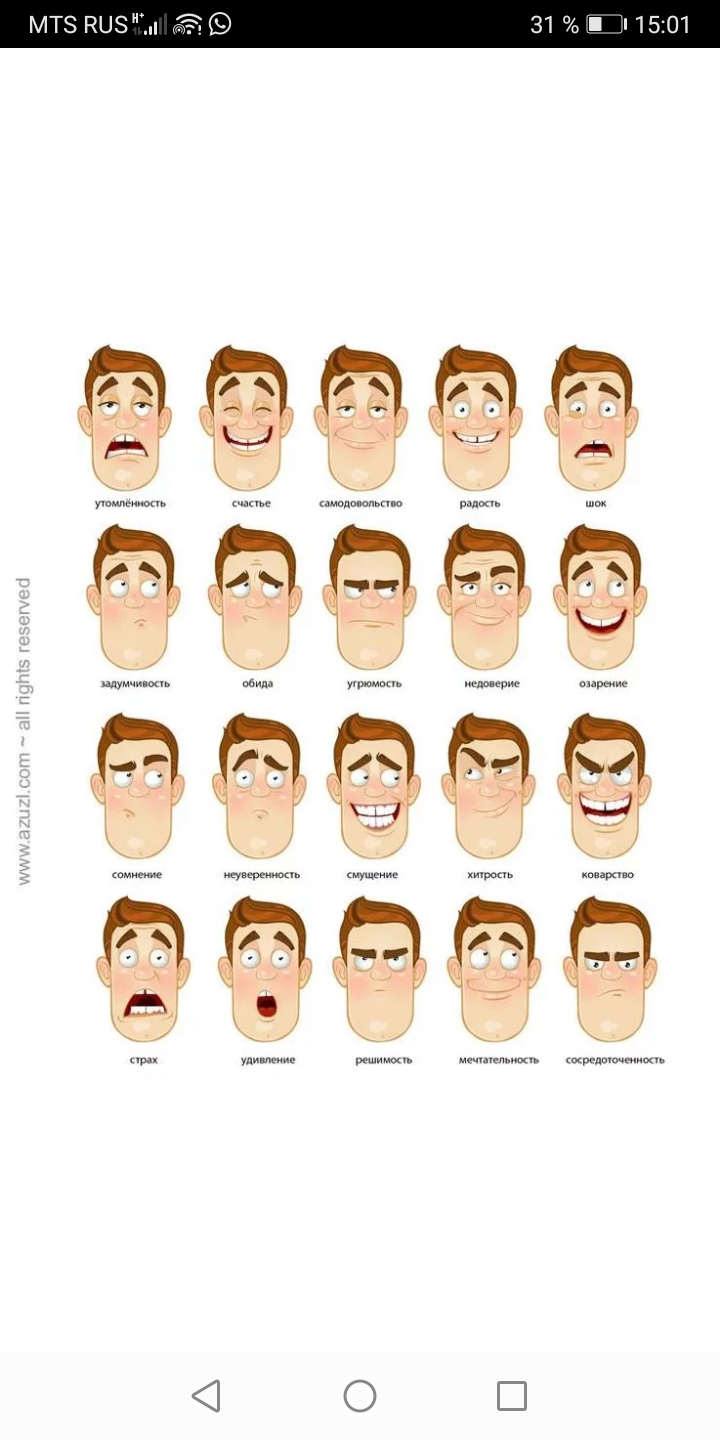 MTS RUS H+ 31 % 15:01
утомлённость счастье самодовольство радость шок
задумчивость обида угрюмость недоверие озарение
сомнение неуверенность смущение хитрость коварство
страх удивление решимость мечтательность сосредоточенность
www.azuzl.com ~ all rights reserved